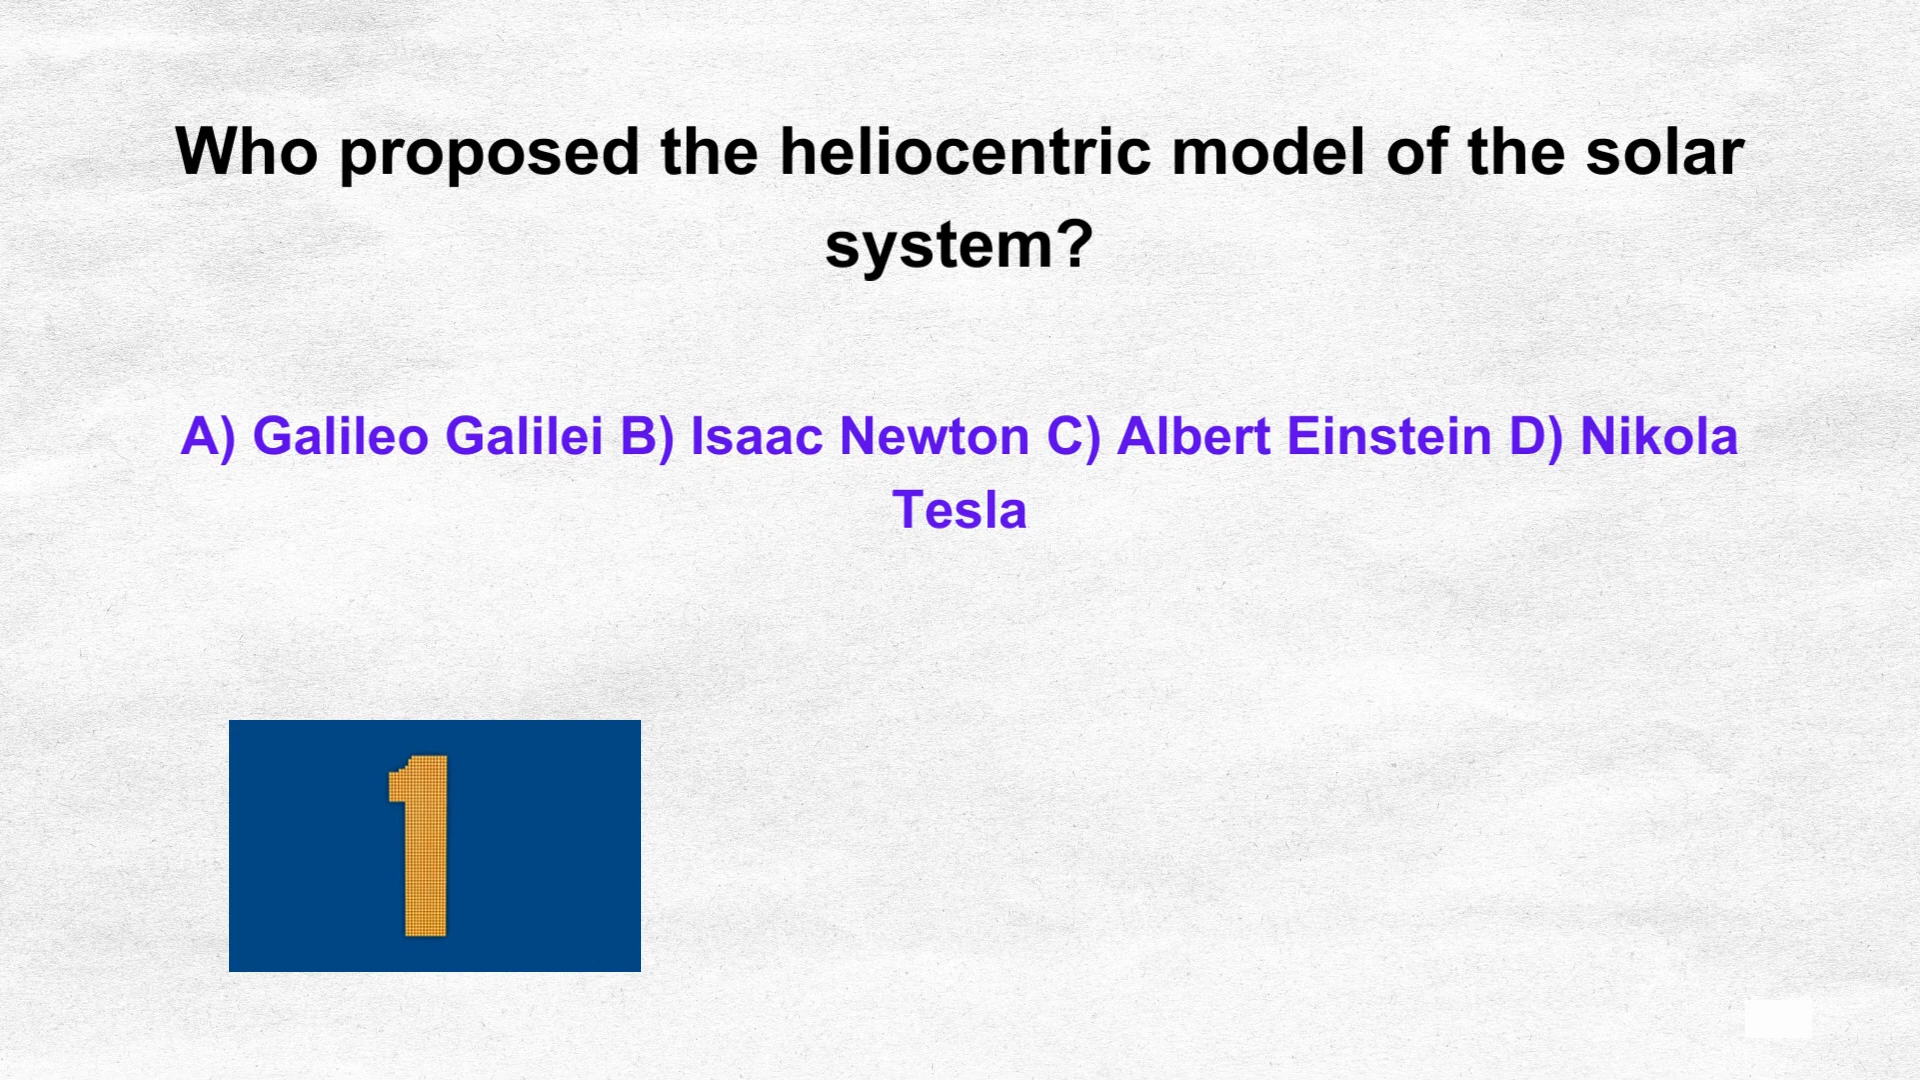 Who proposed the heliocentric model of the solar
system?
A) Galileo Galilei B) Isaac Newton C) Albert Einstein D) Nikola
Tesla
1